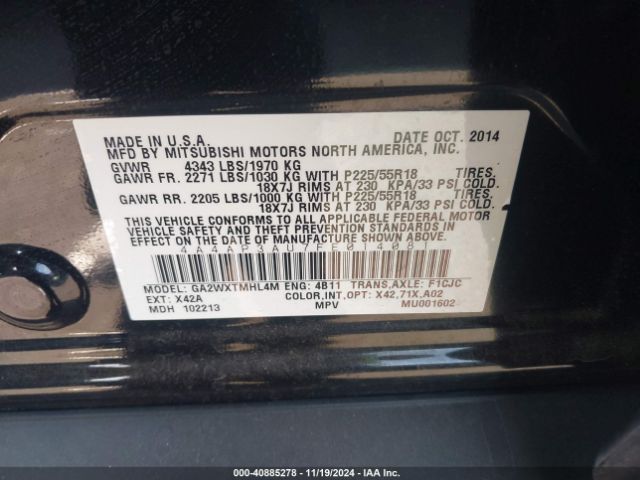 MADE IN U.S.A. DATE OCT. 2014
MFD BY MITSUBISHI MOTORS NORTH AMERICA, INC.
GVWR 4343 LBS/1970 KG
GAWR FR. 2271 LBS/1030 KG WITH P225/55R18 TIRES.
18X7J RIMS AT 230 KPA/33 PSI COLD.
GAWR RR. 2205 LBS/1000 KG WITH P225/55R18 TIRES.
18X7J RIMS AT 230 KPA/33 PSI COLD.
THIS VEHICLE CONFORMS TO ALL APPLICABLE FEDERAL MOTOR
VEHICLE SAFETY AND THEFT PREVENTION STANDARDS IN
EFFECT ON THE DATE OF MANUFACTURE SHOWN ABOVE.
MODEL: GA2WXTMHL4M ENG: 4B11 TRANS,AXLE: F1CJC
EXT: X42A COLOR,INT,OPT: X42,71X,A02
MDH 102213 MPV MU001602
IAA 40885278 - 11/19/2024 - IAA Auctions